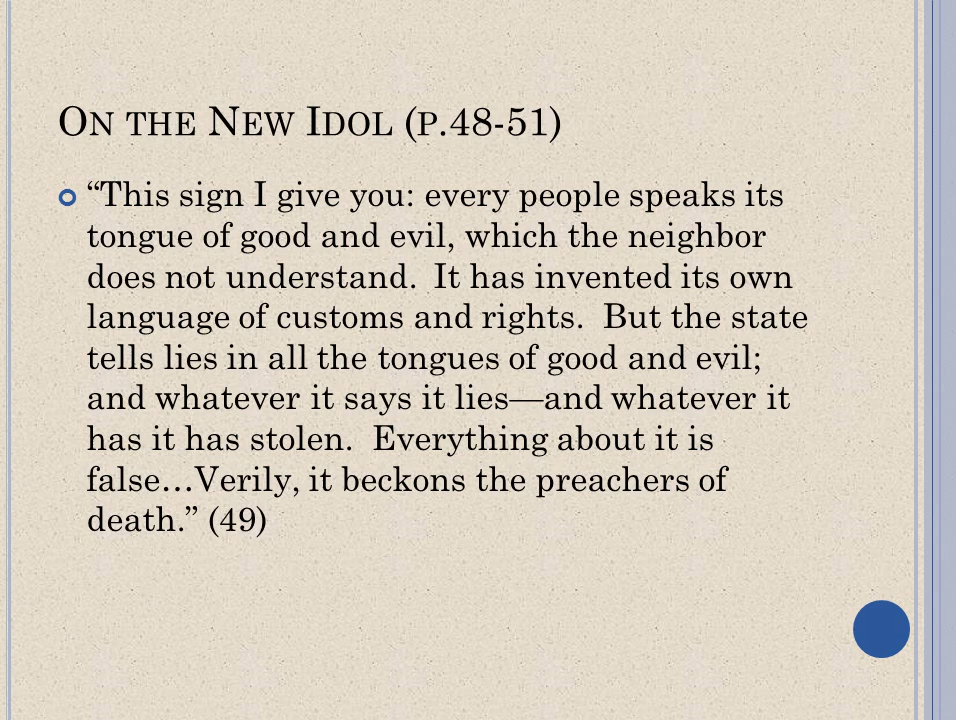 ON THE NEW IDOL (P.48-51)
“This sign I give you: every people speaks its
tongue of good and evil, which the neighbor
does not understand.  It has invented its own
language of customs and rights.  But the state
tells lies in all the tongues of good and evil;
and whatever it says it lies—and whatever it
has it has stolen.  Everything about it is
false…Verily, it beckons the preachers of
death.” (49)